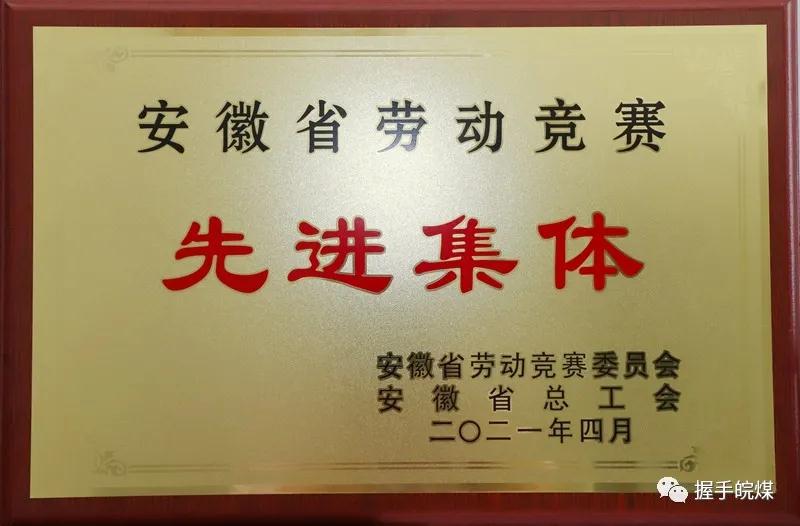 安徽省劳动竞赛
先进集体
安徽省劳动竞赛委员会
安徽省总工会
二〇二一年四月
握手皖煤